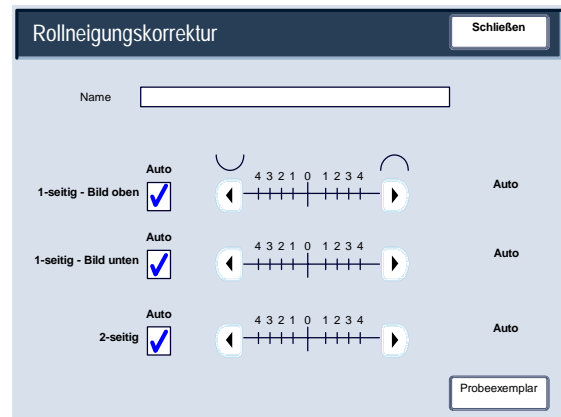 Rollneigungskorrektur
Schließen
Name
Auto
4 3 2 1 0 1 2 3 4
1-seitig - Bild oben
Auto
Auto
4 3 2 1 0 1 2 3 4
1-seitig - Bild unten
Auto
Auto
4 3 2 1 0 1 2 3 4
2-seitig
Auto
Probeexemplar